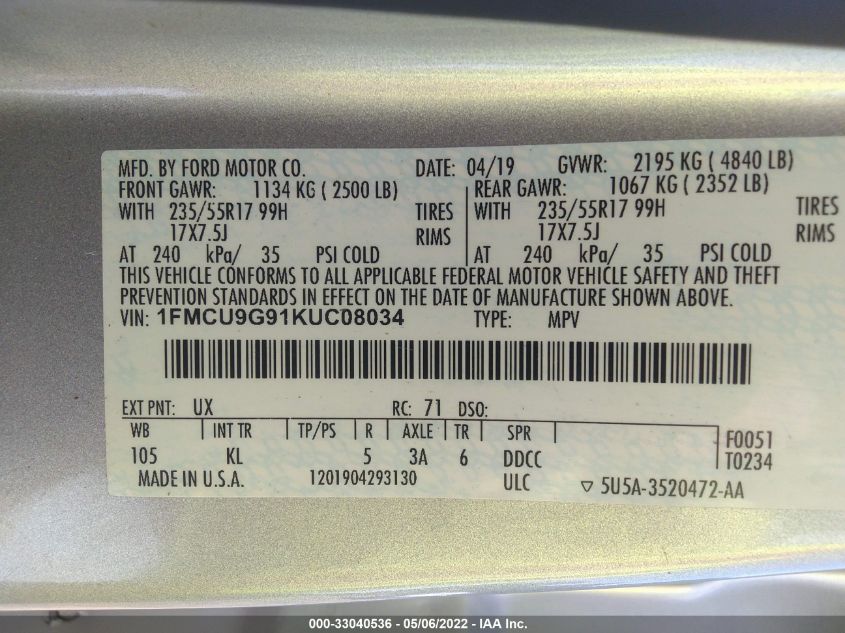 MFD. BY FORD MOTOR CO. DATE: 04/19 GVWR: 2195 KG ( 4840 LB)
FRONT GAWR: 1134 KG ( 2500 LB) REAR GAWR: 1067 KG ( 2352 LB)
WITH 235/55R17 99H TIRES WITH 235/55R17 99H TIRES
17X7.5J RIMS 17X7.5J RIMS
AT 240 kPa/ 35 PSI COLD AT 240 kPa/ 35 PSI COLD
THIS VEHICLE CONFORMS TO ALL APPLICABLE FEDERAL MOTOR VEHICLE SAFETY AND THEFT
PREVENTION STANDARDS IN EFFECT ON THE DATE OF MANUFACTURE SHOWN ABOVE.
VIN: 1FMCU9G91KUC08034 TYPE: MPV
EXT PNT: UX RC: 71 DSO:
WB INT TR TP/PS R AXLE TR SPR F0051
105 KL 5 3A 6 DDCC T0234
MADE IN U.S.A. 1201904293130 ULC ▽ 5U5A-3520472-AA
000-33040536 - 05/06/2022 - IAA Inc.